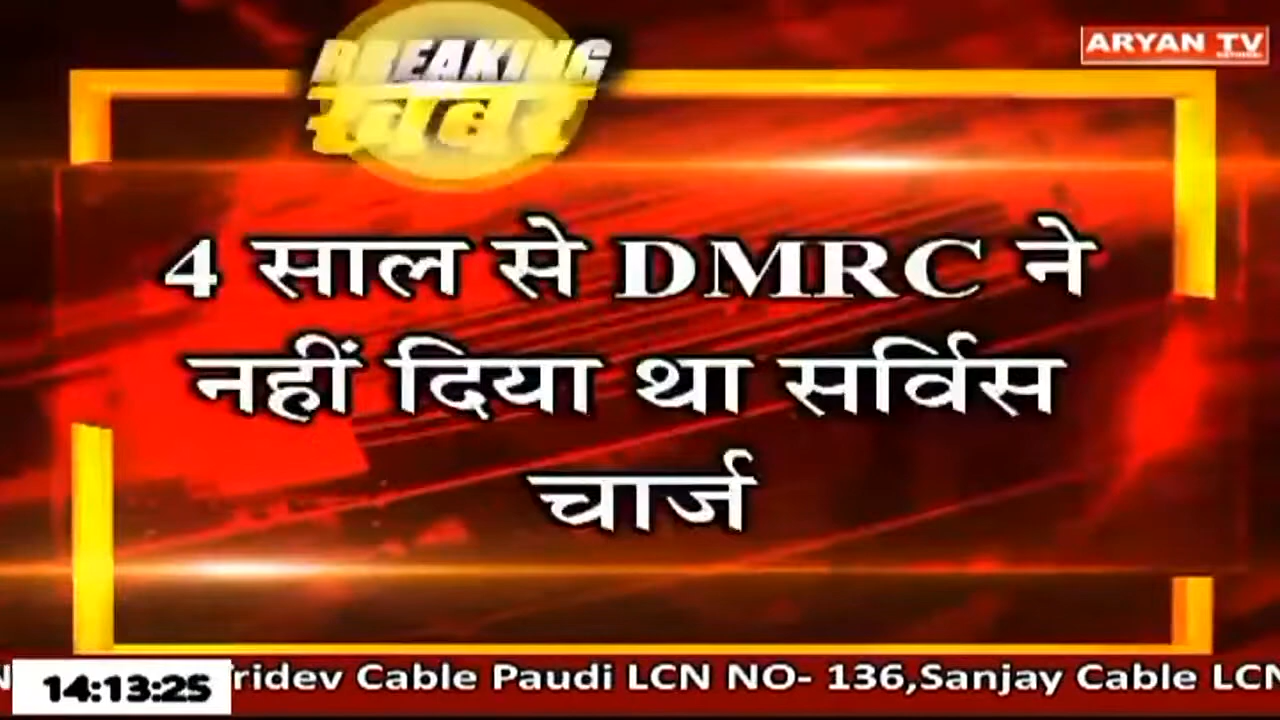 BREAKING
खबर
ARYAN TV
4 साल से DMRC ने
नहीं दिया था सर्विस
चार्ज
14:13:25
ridev Cable Paudi LCN NO- 136,Sanjay Cable LCN